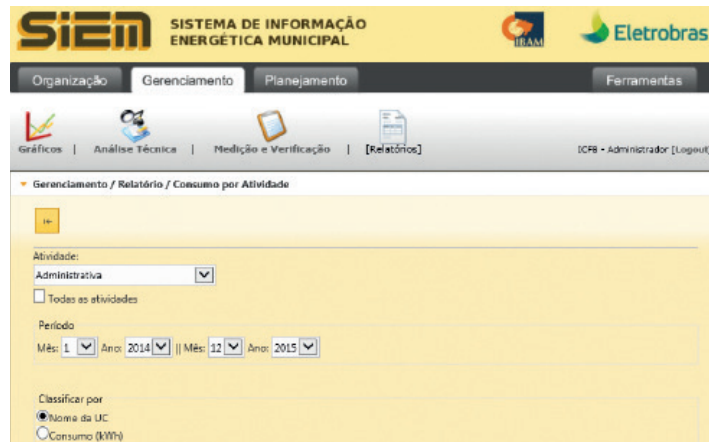 SIEM
SISTEMA DE INFORMAÇÃO
ENERGÉTICA MUNICIPAL
IBAM
Eletrobras
Organização Gerenciamento Planejamento Ferramentas
Gráficos | Análise Técnica | Medição e Verificação | [Relatórios] ICFB - Administrador [Logout]
Gerenciamento / Relatório / Consumo por Atividade
Atividade:
Administrativa
Todas as atividades
Período
Mês: 1 Ano: 2014 || Mês: 12 Ano: 2015
Classificar por
Nome da UC
Consumo (kWh)